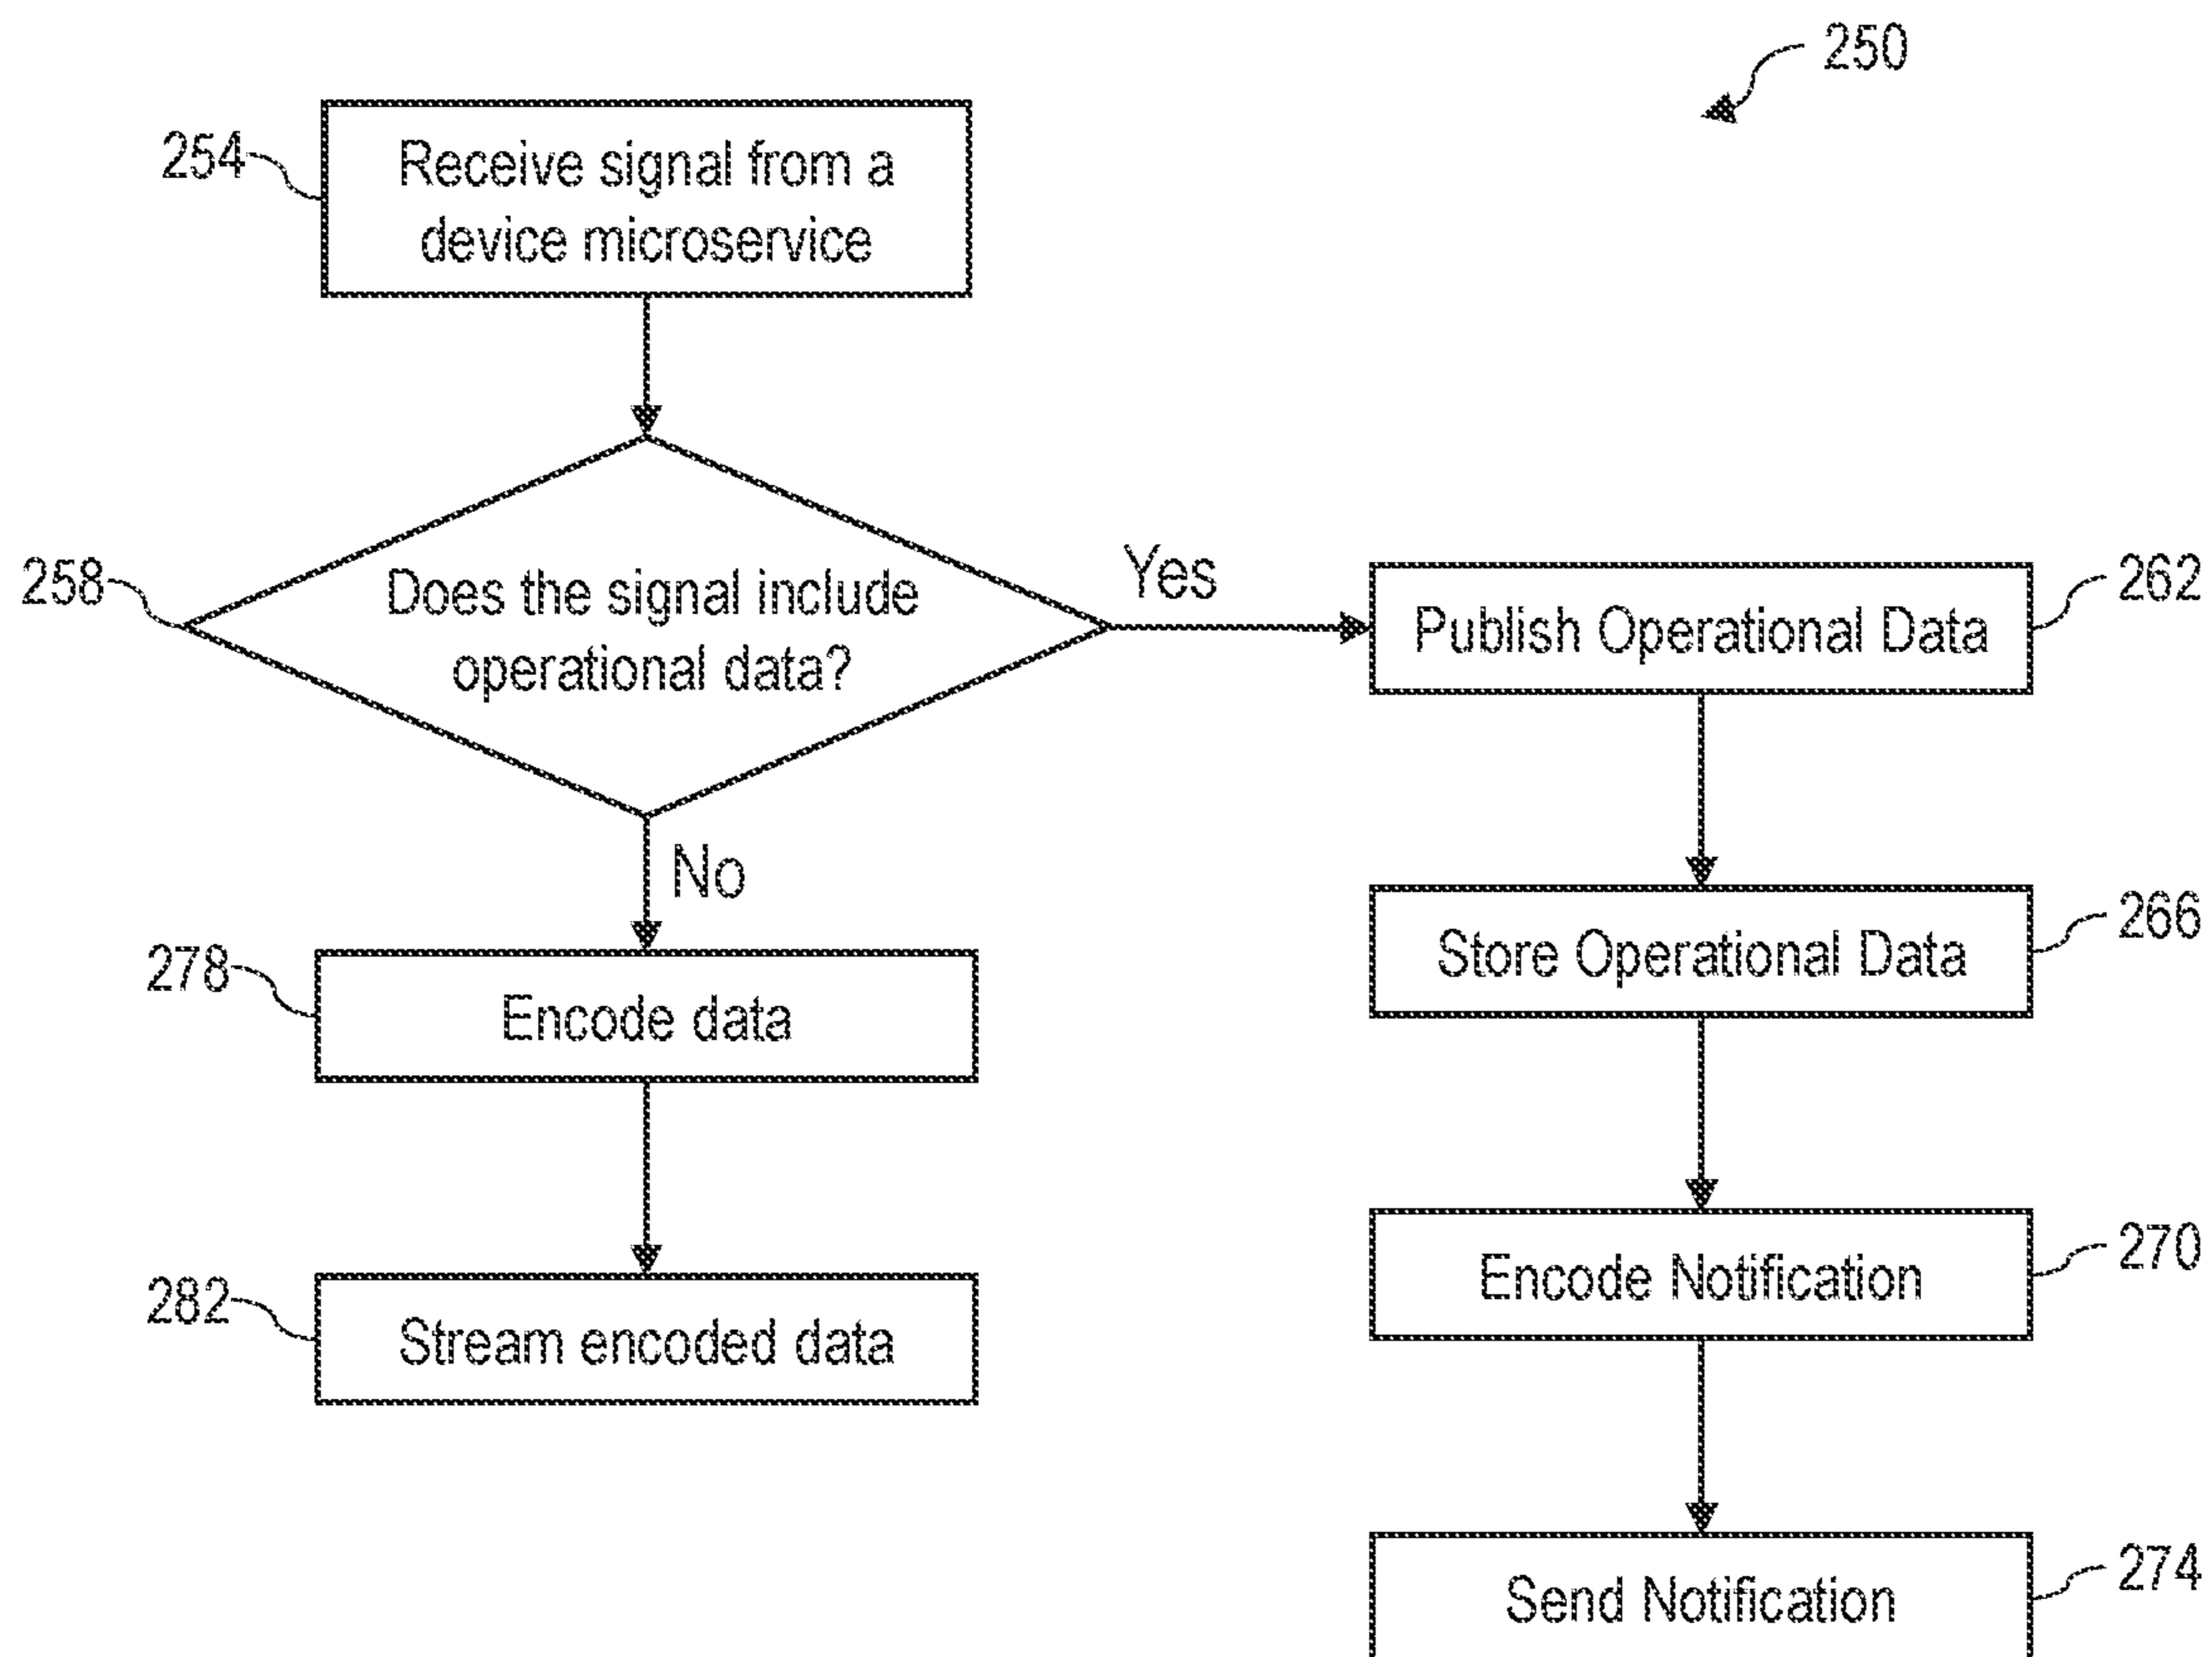 250
254
Receive signal from a
device microservice
258
Does the signal include
operational data?
Yes
262
Publish Operational Data
No
266
Store Operational Data
278
Encode data
270
Encode Notification
282
Stream encoded data
274
Send Notification